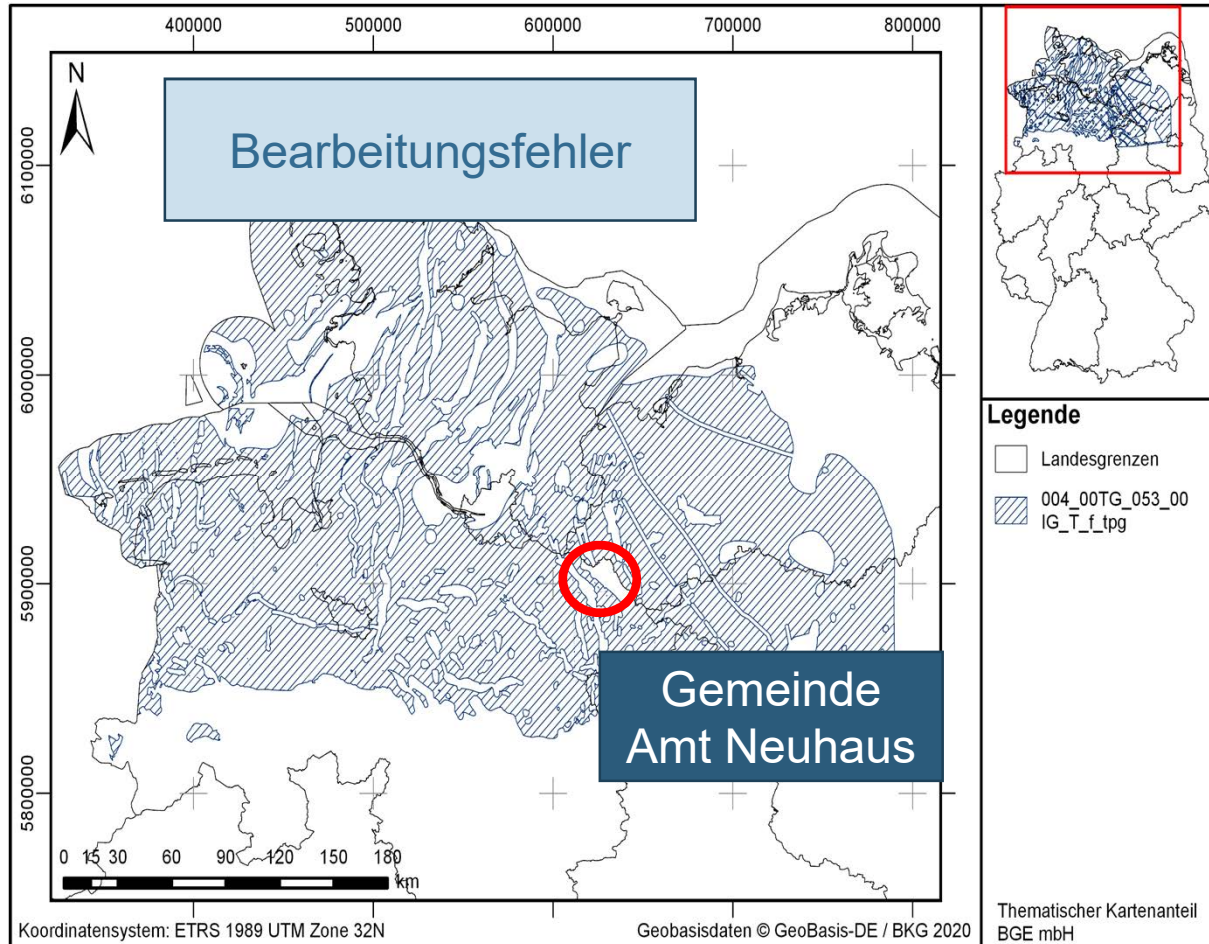 400000 500000 600000 700000 800000
N
6100000
6000000
5900000
5800000
Bearbeitungsfehler
Gemeinde
Amt Neuhaus
0 15 30 60 90 120 150 180
km
Koordinatensystem: ETRS 1989 UTM Zone 32N
Geobasisdaten © GeoBasis-DE / BKG 2020
Legende
Landesgrenzen
004_00TG_053_00
IG_T_f_tpg
Thematischer Kartenanteil
BGE mbH